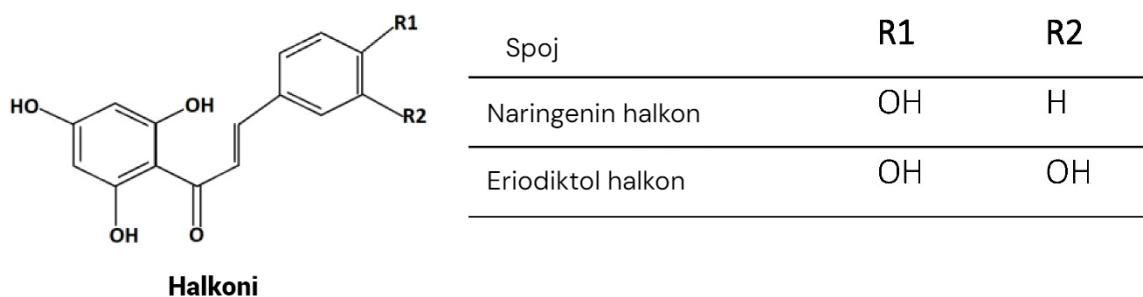 R1
HO
OH
R2
OH
O
Halkoni
Spoj R1 R2
Naringenin halkon OH H
Eriodiktol halkon OH OH